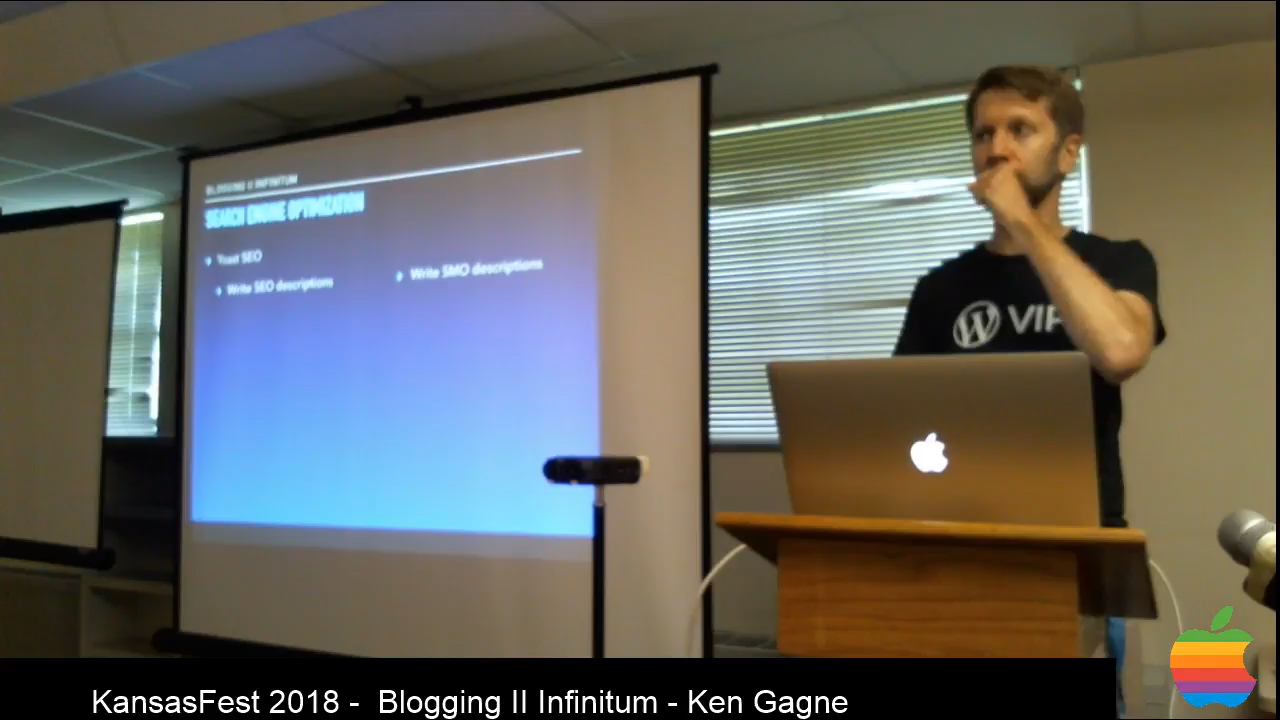 BLOGGING II INFINITUM
SEARCH ENGINE OPTIMIZATION
Yoast SEO
Write SEO descriptions
Write SMO descriptions
VIP
KansasFest 2018 - Blogging II Infinitum - Ken Gagne